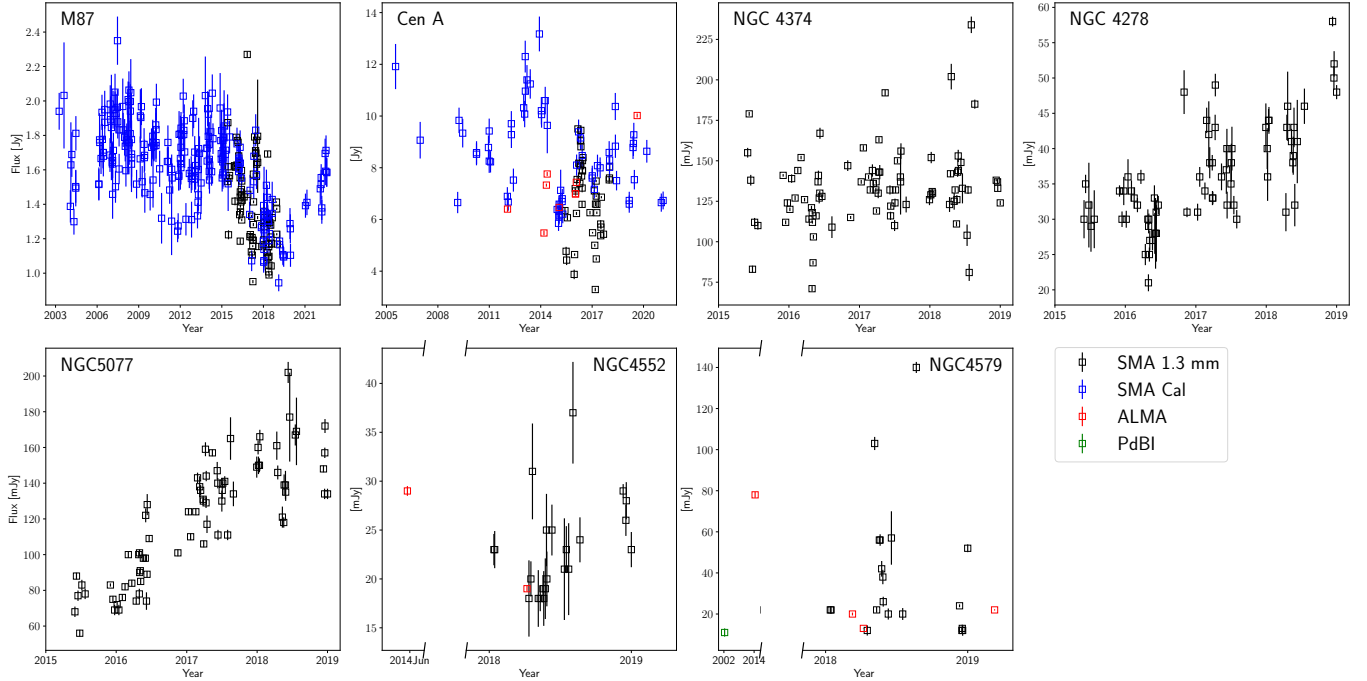 M87
Flux [Jy]
2.4
2.2
2.0
1.8
1.6
1.4
1.2
1.0
2003 2006 2009 2012 2015 2018 2021
Year
Cen A
[Jy]
14
12
10
8
6
4
2005 2008 2011 2014 2017 2020
Year
NGC 4374
[mJy]
225
200
175
150
125
100
75
2015 2016 2017 2018 2019
Year
NGC 4278
[mJy]
60
50
40
30
20
2015 2016 2017 2018 2019
Year
NGC5077
Flux [mJy]
200
180
160
140
120
100
80
60
2015 2016 2017 2018 2019
Year
NGC4552
[mJy]
40
35
30
25
20
15
2014Jun 2018 2019
Year
NGC4579
[mJy]
140
120
100
80
60
40
20
0
2002 2014 2018 2019
Year
SMA 1.3 mm
SMA Cal
ALMA
PdBI